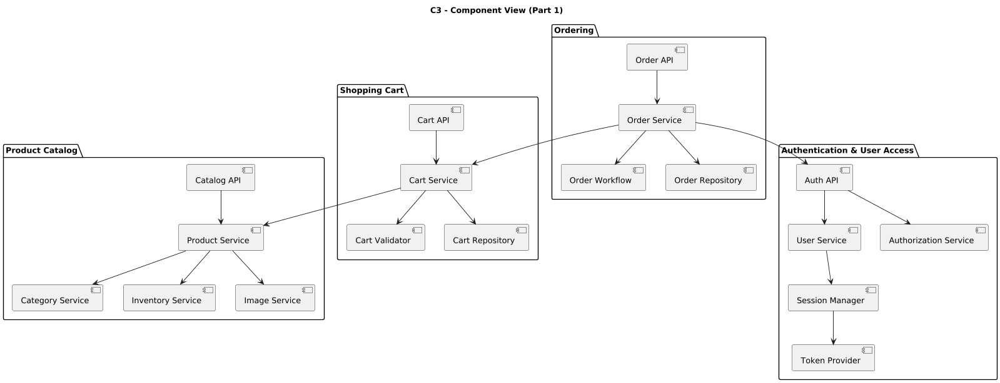 C3 - Component View (Part 1)
Ordering
Order API
Order Service
Order Workflow
Order Repository
Shopping Cart
Cart API
Cart Service
Cart Validator
Cart Repository
Product Catalog
Catalog API
Product Service
Category Service
Inventory Service
Image Service
Authentication & User Access
Auth API
User Service
Authorization Service
Session Manager
Token Provider